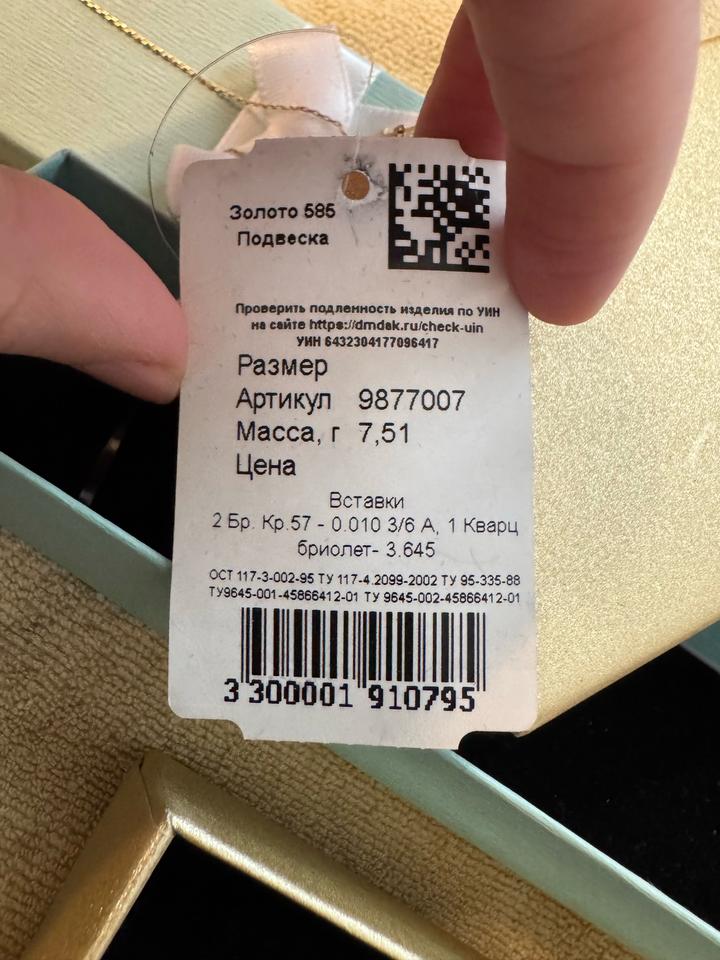 Золото 585
Подвеска
Проверить подленность изделия по УИН
на сайте https://dmdak.ru/check-uin
УИН 6432304177096417
Размер
Артикул 9877007
Масса, г 7,51
Цена
Вставки
2 Бр. Кр.57 - 0.010 3/6 А, 1 Кварц
бриолет- 3.645
ОСТ 117-3-002-95 ТУ 117-4.2099-2002 ТУ 95-335-88
ТУ9645-001-45866412-01 ТУ 9645-002-45866412-01
3 300001 910795